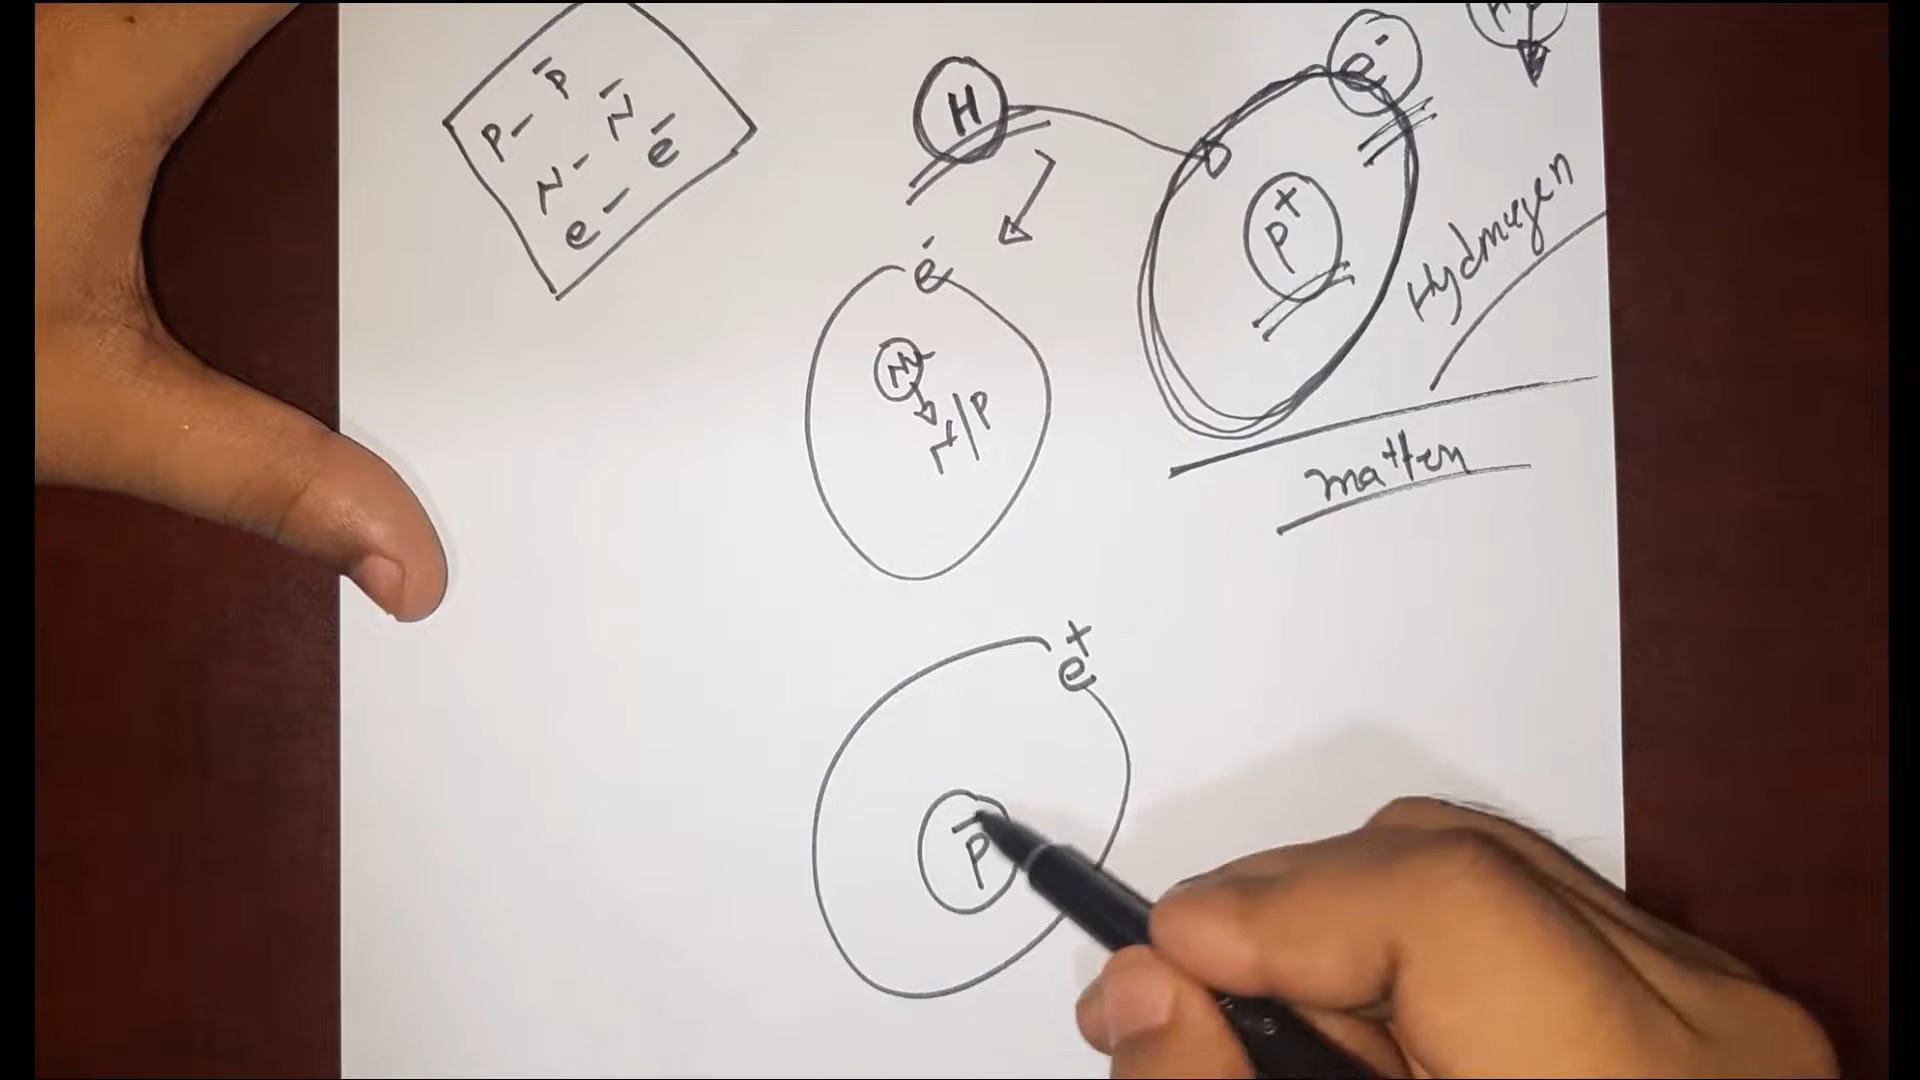 P - P̄
N - N̄
e - ē
H
e⁻
P⁺
Hydrogen
matter
e⁻
N
r⁺/P
e⁺
P̄